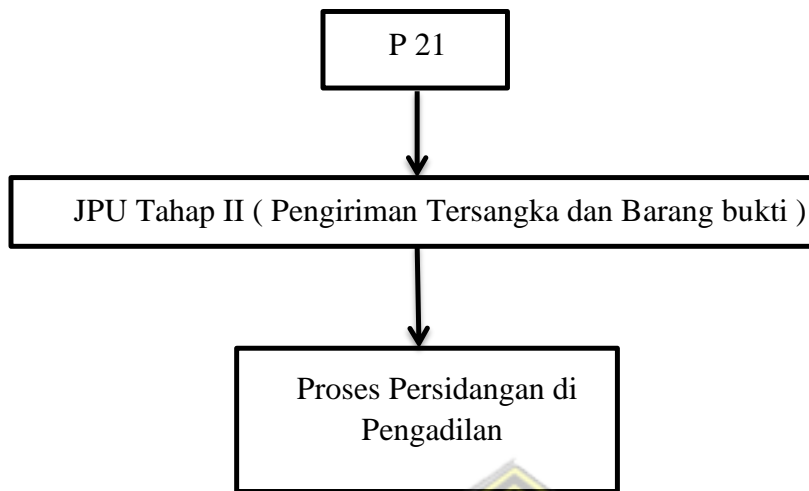 P 21
JPU Tahap II ( Pengiriman Tersangka dan Barang bukti )
Proses Persidangan di
Pengadilan